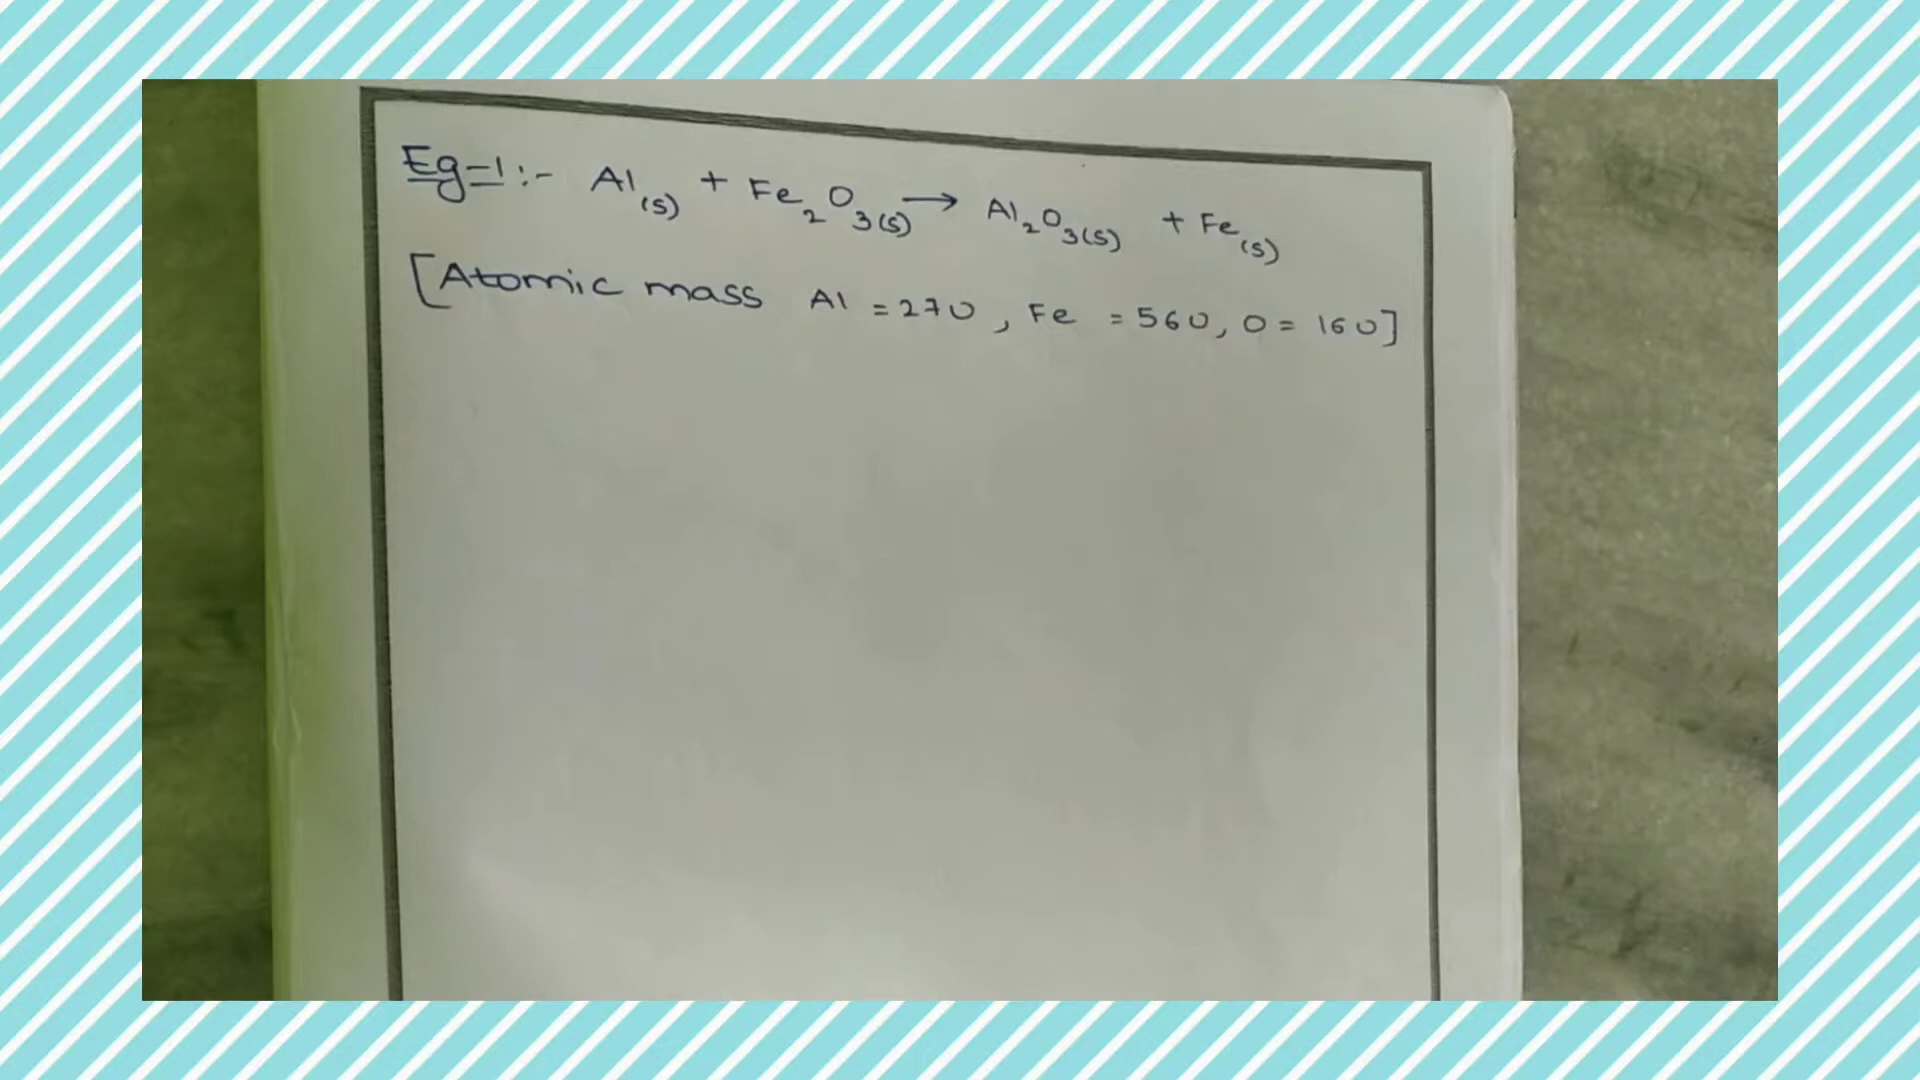 Eg-1:- Al(s) + Fe2O3(s) → Al2O3(s) + Fe(s)
[Atomic mass Al = 27U, Fe = 56U, O = 16U]